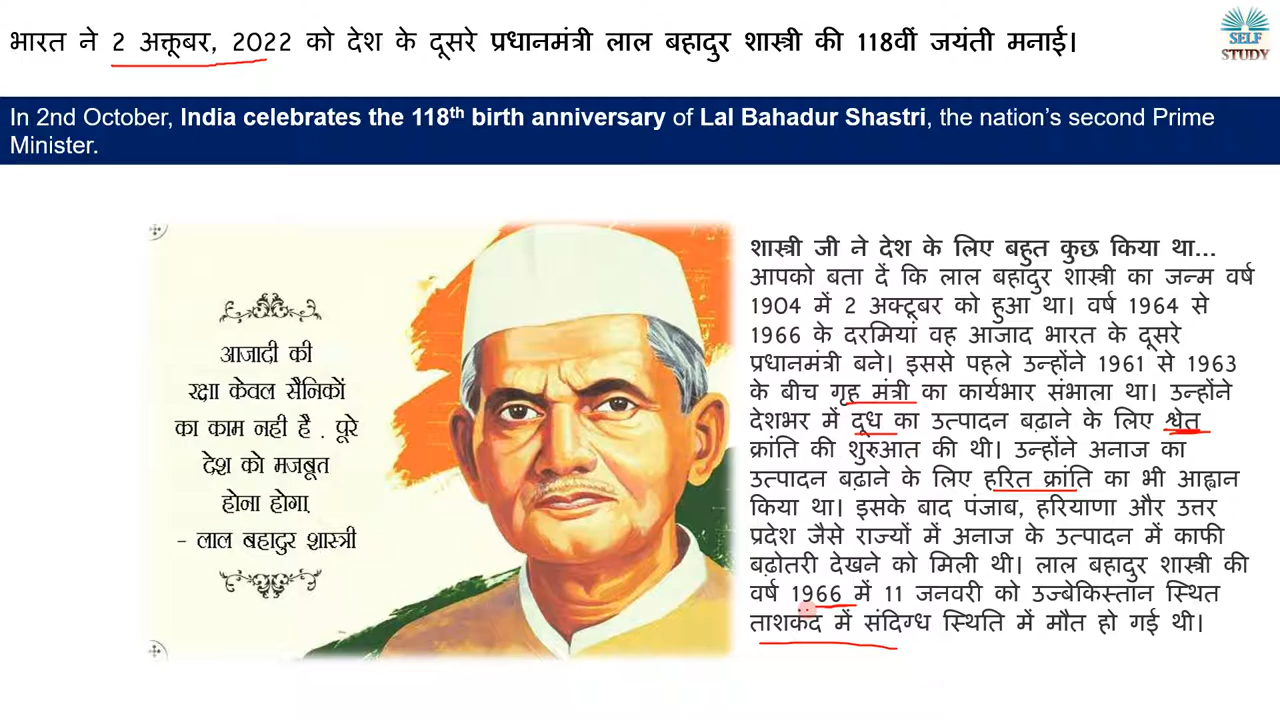 भारत ने 2 अक्तूबर, 2022 को देश के दूसरे प्रधानमंत्री लाल बहादुर शास्त्री की 118वीं जयंती मनाई।
SELF
STUDY
In 2nd October, India celebrates the 118th birth anniversary of Lal Bahadur Shastri, the nation's second Prime
Minister.
आजादी की
रक्षा केवल सैनिकों
का काम नही है . पूरे
देश को मजबूत
होना होगा
- लाल बहादुर शास्त्री
शास्त्री जी ने देश के लिए बहुत कुछ किया था...
आपको बता दें कि लाल बहादुर शास्त्री का जन्म वर्ष
1904 में 2 अक्टूबर को हुआ था। वर्ष 1964 से
1966 के दरमियां वह आजाद भारत के दूसरे
प्रधानमंत्री बने। इससे पहले उन्होंने 1961 से 1963
के बीच गृह मंत्री का कार्यभार संभाला था। उन्होंने
देशभर में दूध का उत्पादन बढ़ाने के लिए श्वेत
क्रांति की शुरुआत की थी। उन्होंने अनाज का
उत्पादन बढ़ाने के लिए हरित क्रांति का भी आह्वान
किया था। इसके बाद पंजाब, हरियाणा और उत्तर
प्रदेश जैसे राज्यों में अनाज के उत्पादन में काफी
बढ़ोतरी देखने को मिली थी। लाल बहादुर शास्त्री की
वर्ष 1966 में 11 जनवरी को उज्बेकिस्तान स्थित
ताशकंद में संदिग्ध स्थिति में मौत हो गई थी।